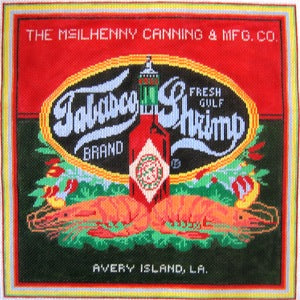 THE McILHENNY CANNING & MFG. CO.
Tabasco
BRAND
FRESH
GULF
Shrimp
AVERY ISLAND, LA.